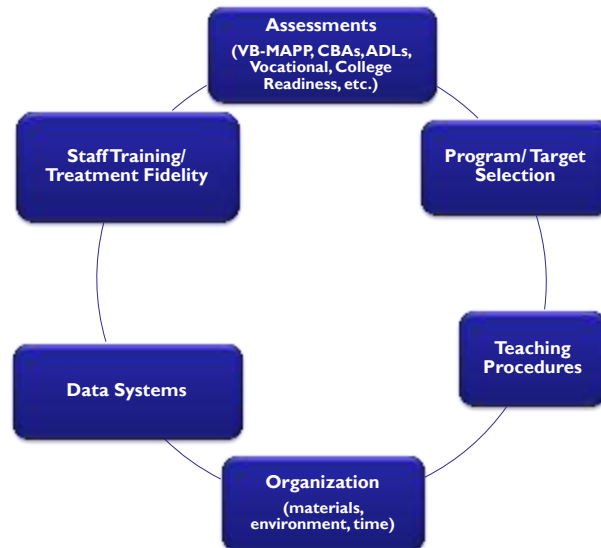 Assessments
(VB-MAPP, CBAs, ADLs,
Vocational, College
Readiness, etc.)
Program/ Target
Selection
Teaching
Procedures
Organization
(materials,
environment, time)
Data Systems
Staff Training/
Treatment Fidelity